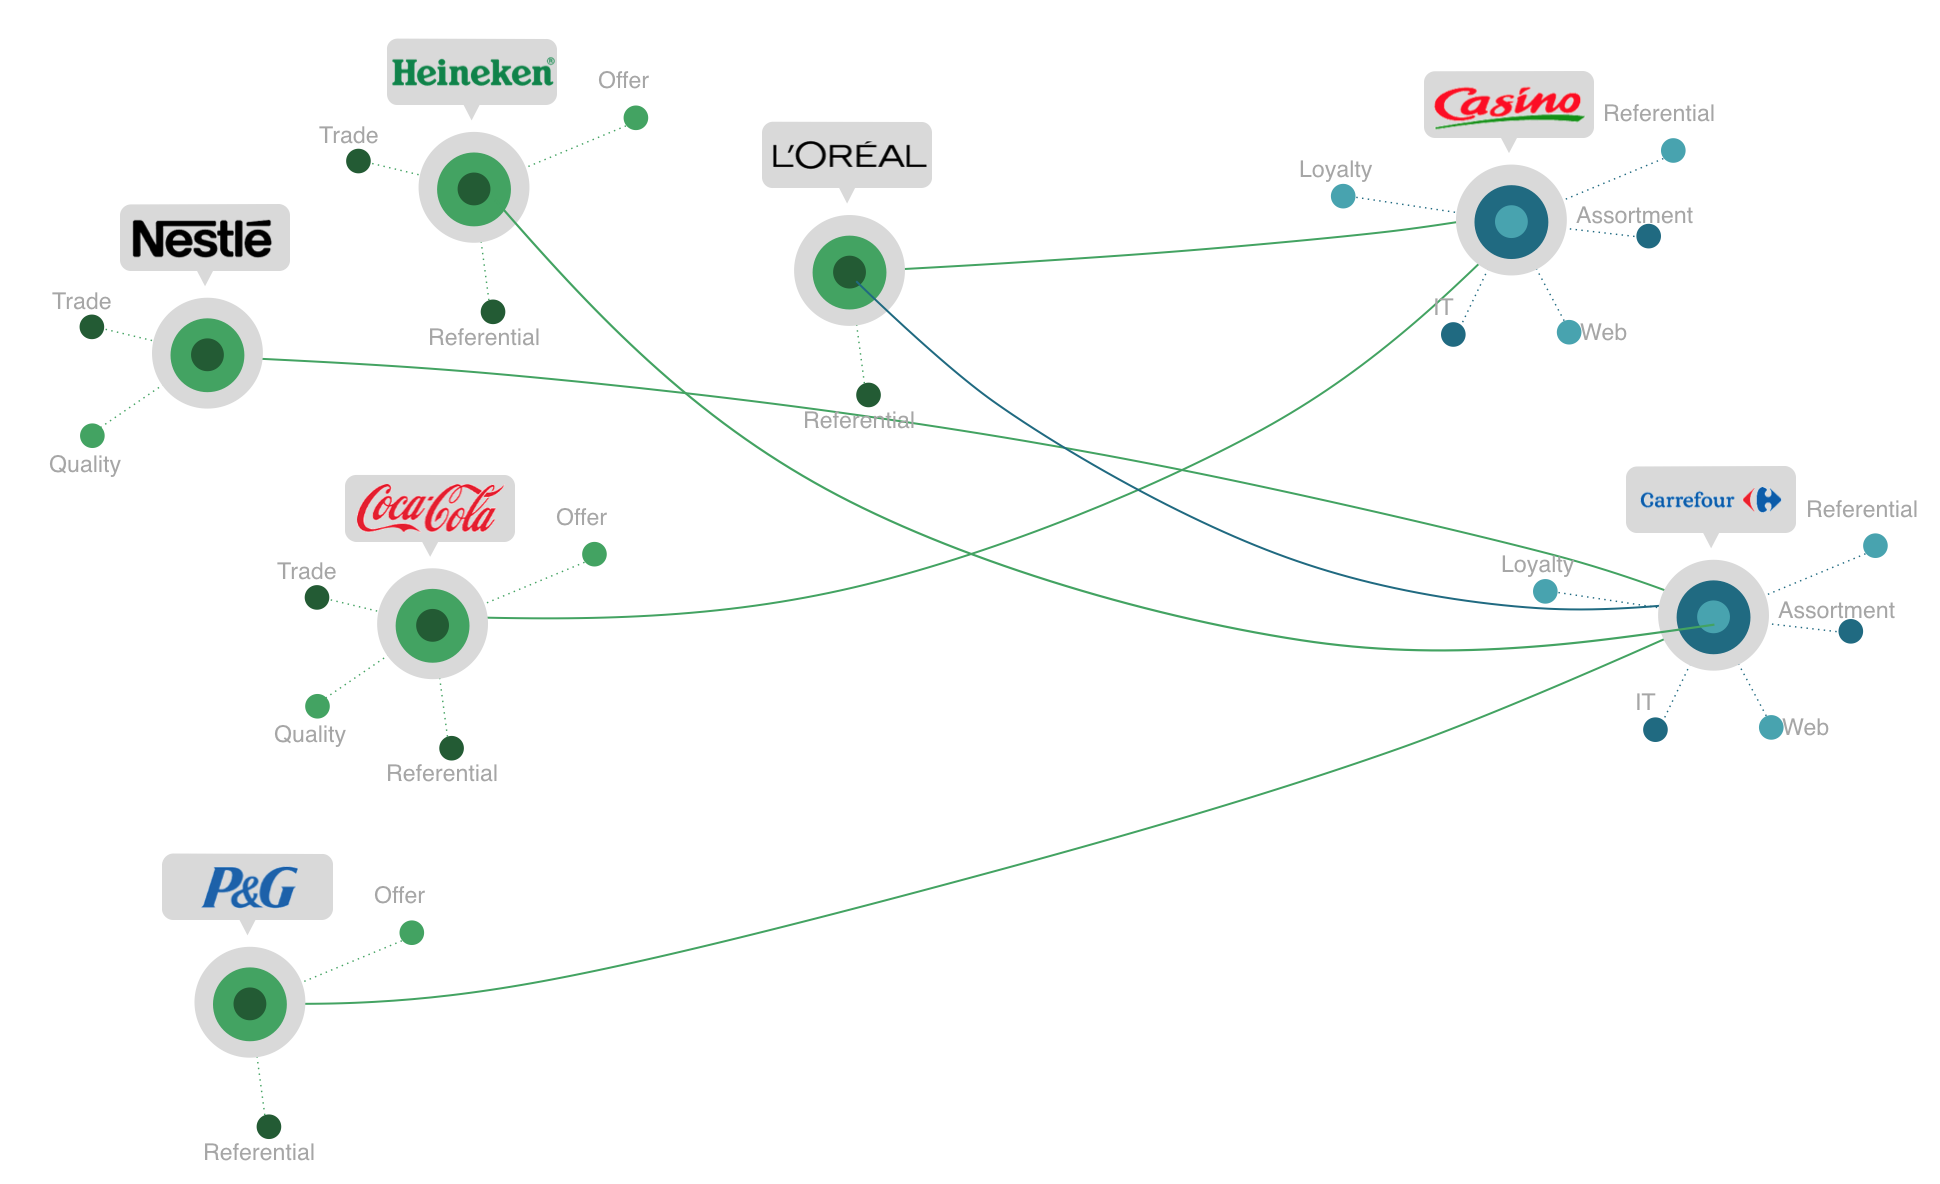 Heineken®
Offer
Trade
Referential
Nestlé
Trade
Quality
L'ORÉAL
Referential
Casino
Referential
Loyalty
Assortment
IT
Web
Coca-Cola
Offer
Trade
Quality
Referential
Carrefour
Referential
Loyalty
Assortment
IT
Web
P&G
Offer
Referential